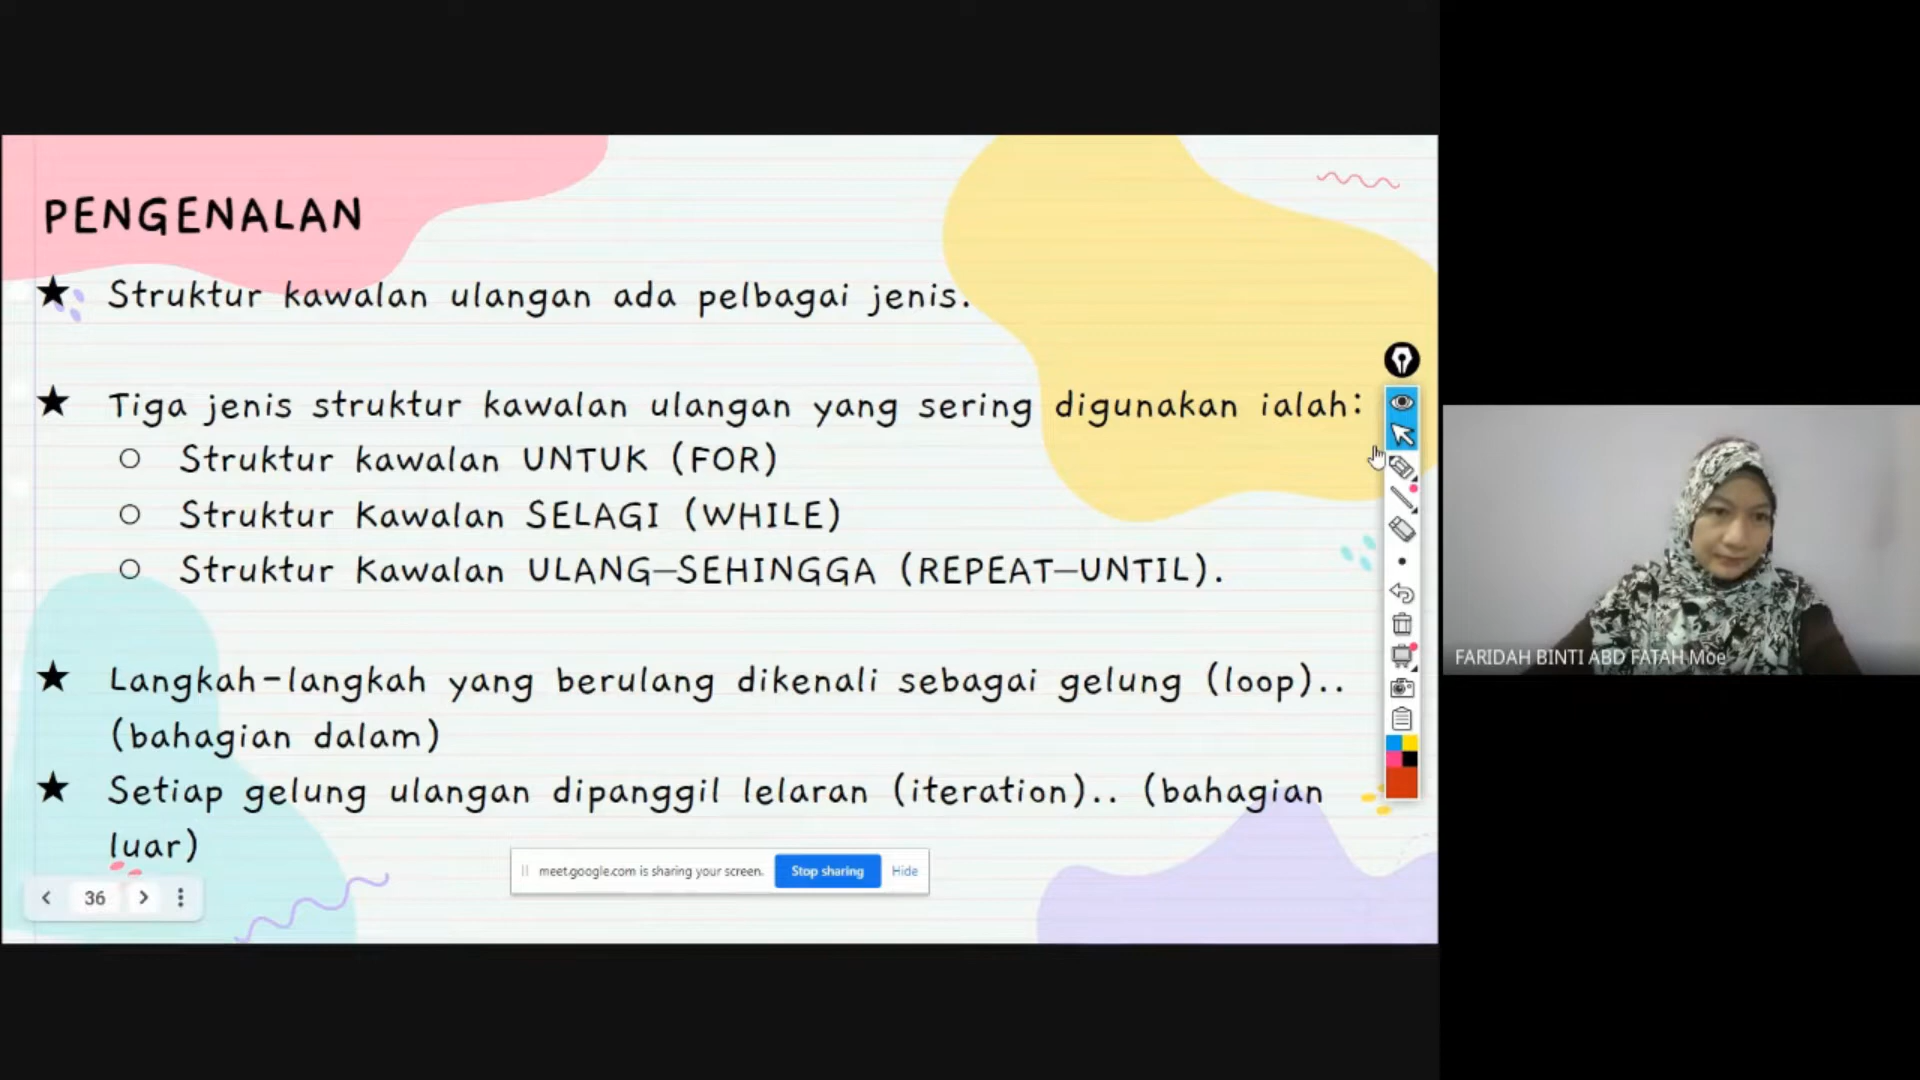 PENGENALAN
★ Struktur kawalan ulangan ada pelbagai jenis.
★ Tiga jenis struktur kawalan ulangan yang sering digunakan ialah:
○ Struktur kawalan UNTUK (FOR)
○ Struktur Kawalan SELAGI (WHILE)
○ Struktur Kawalan ULANG–SEHINGGA (REPEAT–UNTIL).
★ Langkah-langkah yang berulang dikenali sebagai gelung (loop)..
(bahagian dalam)
★ Setiap gelung ulangan dipanggil lelaran (iteration).. (bahagian
luar)
meet.google.com is sharing your screen. Stop sharing Hide
36
FARIDAH BINTI ABD FATAH Moe